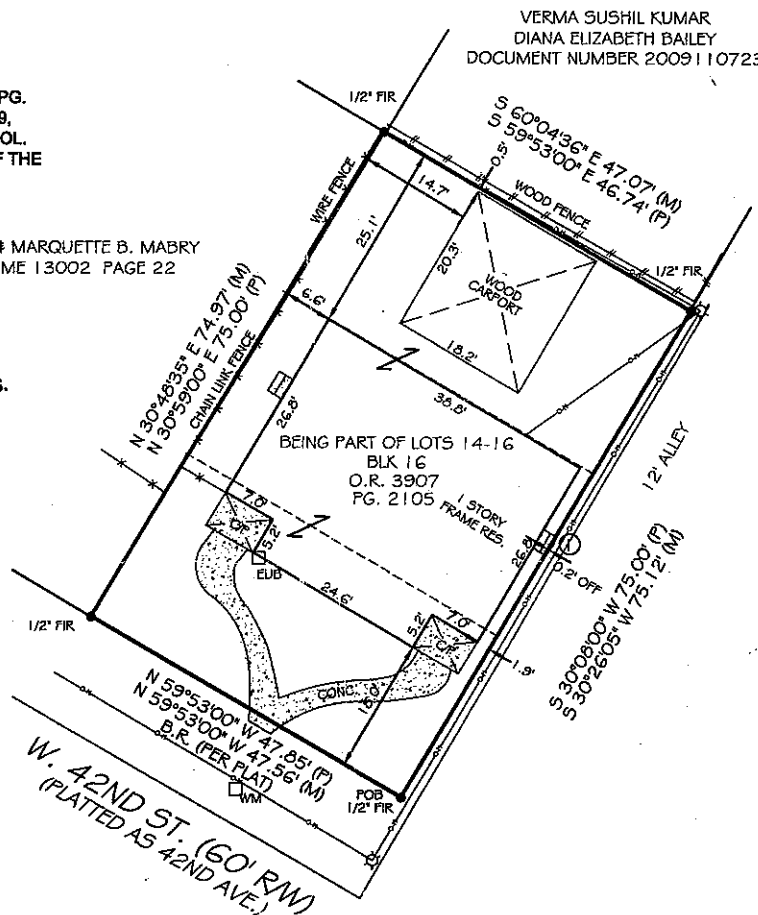 VERMA SUSHIL KUMAR
DIANA ELIZABETH BAILEY
DOCUMENT NUMBER 2009110723
PG.
9,
OL.
F THE
1/2" FIR
S 60°04'36" E 47.07' (M)
S 59°53'00" E 46.74' (P)
0.5'
WOOD FENCE
WIRE FENCE
14.7'
25.1'
MARQUETTE B. MABRY
ME 13002 PAGE 22
20.3'
WOOD
CARPORT
18.2'
1/2" FIR
N 30°48'35" E 74.97' (M)
N 30°59'00" E 75.00' (P)
CHAIN LINK FENCE
6.6'
38.8'
S.
26.8'
12' ALLEY
BEING PART OF LOTS 14-16
BLK 16
O.R. 3907
PG. 2105
1 STORY
FRAME RES.
26.8'
1
0.2' OFF
S 30°08'00" W 75.00' (P)
S 30°26'05" W 75.12' (M)
7.0'
C/P
5.2'
EUB
24.6'
5.2'
7.0'
C/P
1.9'
1/2" FIR
CONC.
N 59°53'00" W 47.85' (P)
N 59°53'00" W 47.56' (M)
B.R. (PER PLAT)
WM
POB
1/2" FIR
W. 42ND ST. (60' R/W)
(PLATTED AS 42ND AVE.)